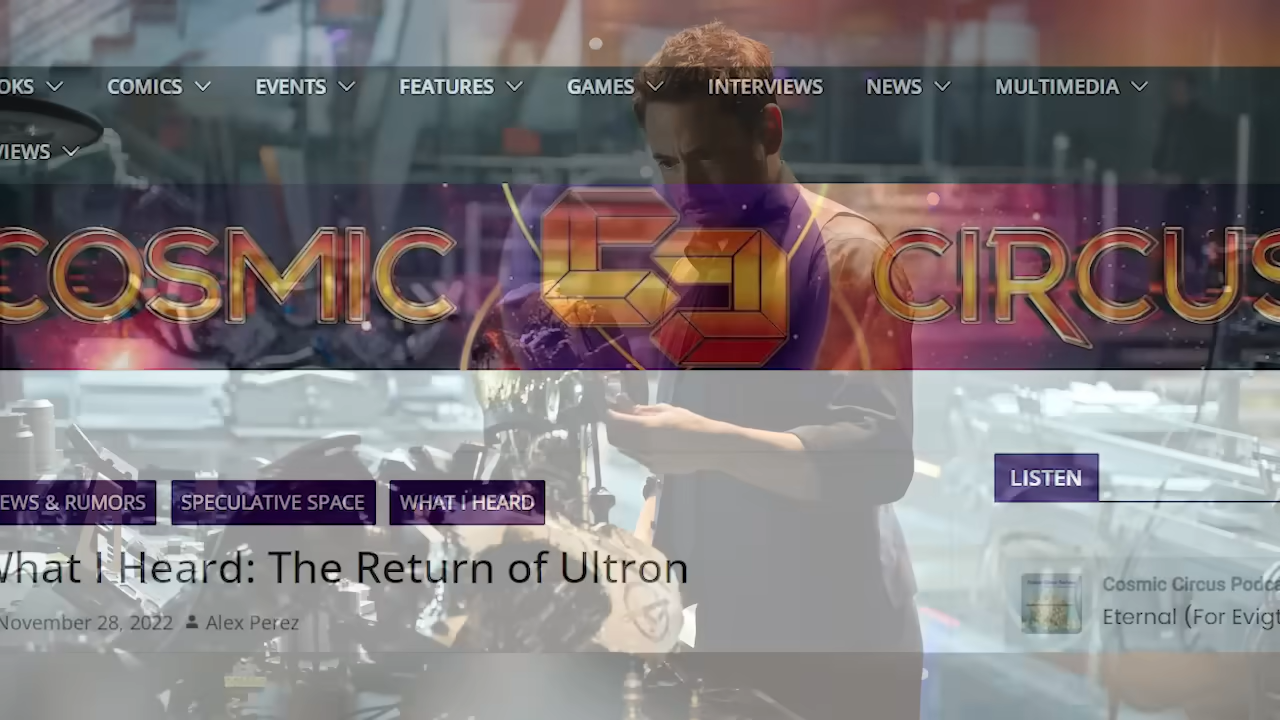 OKS COMICS EVENTS FEATURES GAMES INTERVIEWS NEWS MULTIMEDIA
VIEWS
COSMIC CIRCUS
EWS & RUMORS SPECULATIVE SPACE WHAT I HEARD
LISTEN
What I Heard: The Return of Ultron
November 28, 2022 Alex Perez
Cosmic Circus Podca
Eternal (For Evigt